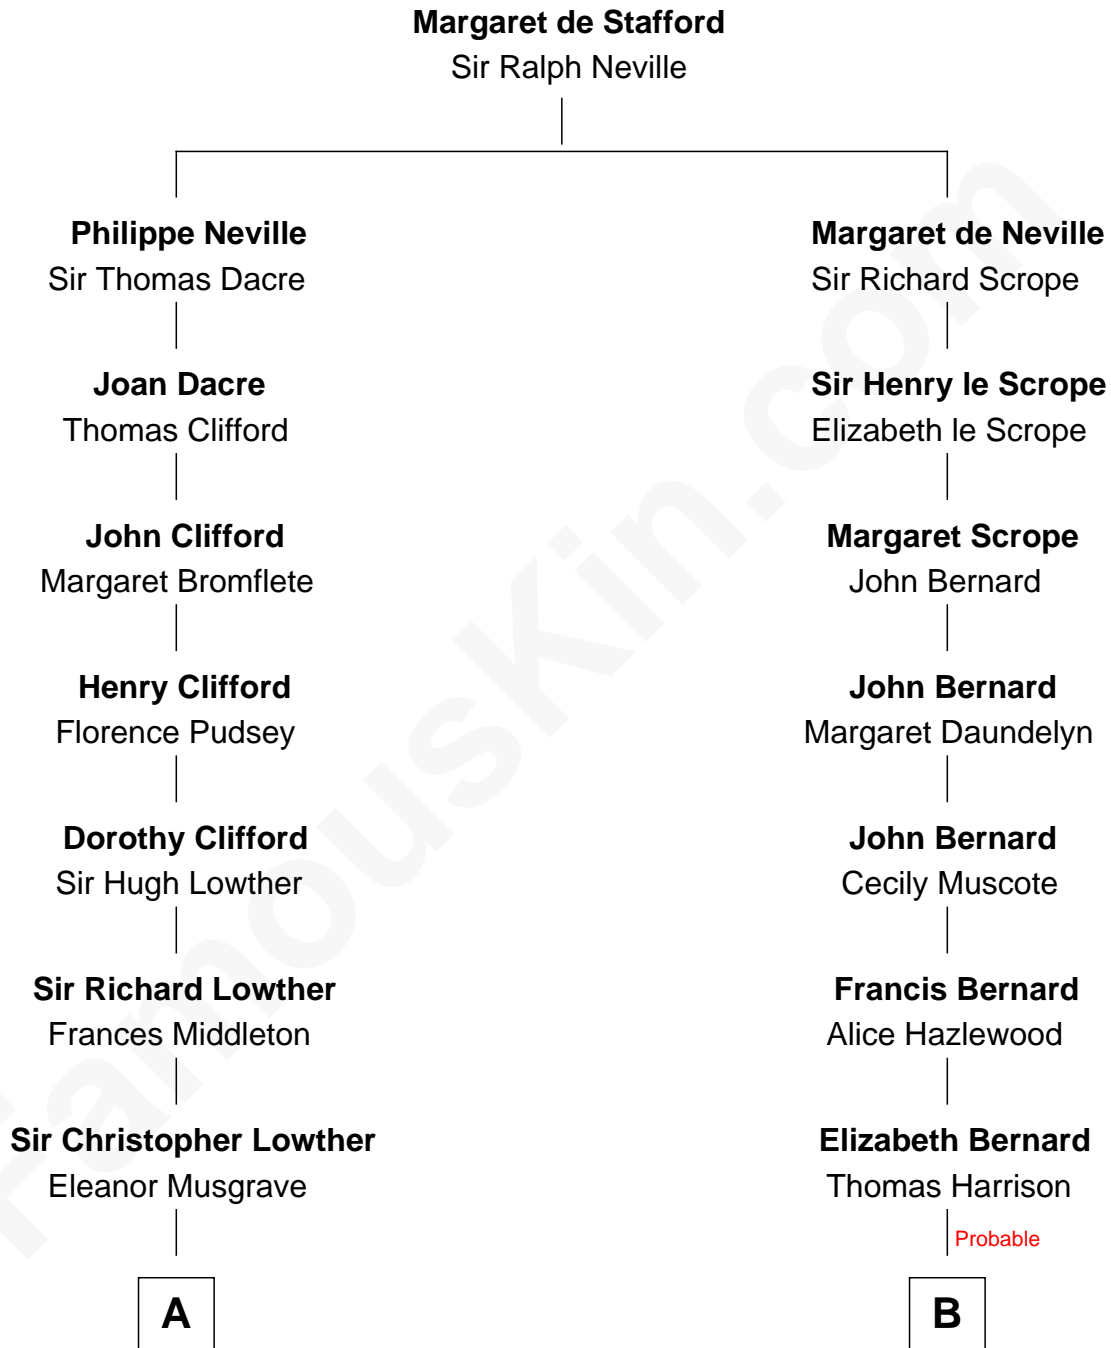 Margaret de Stafford
Sir Ralph Neville
Philippe Neville
Sir Thomas Dacre
Margaret de Neville
Sir Richard Scrope
Joan Dacre
Thomas Clifford
Sir Henry le Scrope
Elizabeth le Scrope
John Clifford
Margaret Bromflete
Margaret Scrope
John Bernard
Henry Clifford
Florence Pudsey
John Bernard
Margaret Daundelyn
Dorothy Clifford
Sir Hugh Lowther
John Bernard
Cecily Muscote
Sir Richard Lowther
Frances Middleton
Francis Bernard
Alice Hazlewood
Sir Christopher Lowther
Eleanor Musgrave
Elizabeth Bernard
Thomas Harrison
Probable
A
B
FamousKin.com